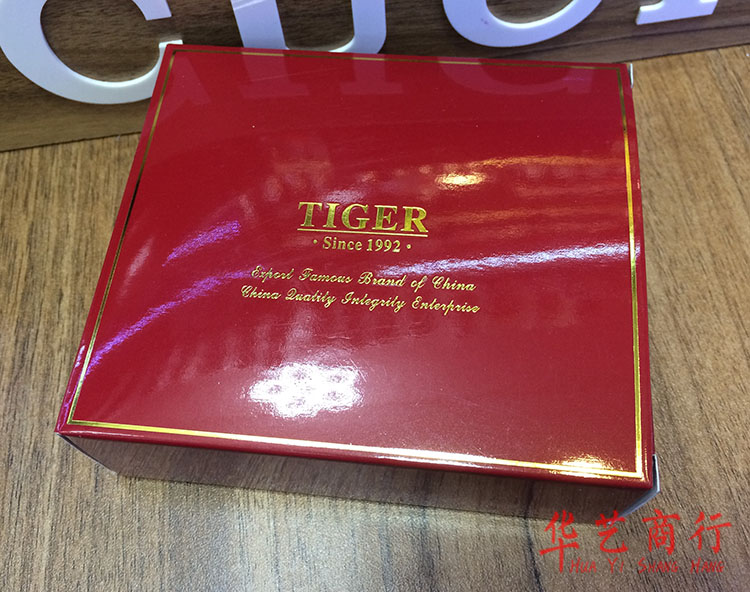 TIGER
· Since 1992 ·
Export Famous Brand of China
China Quality Integrity Enterprise
华艺商行
Hua Yi Shang Hang